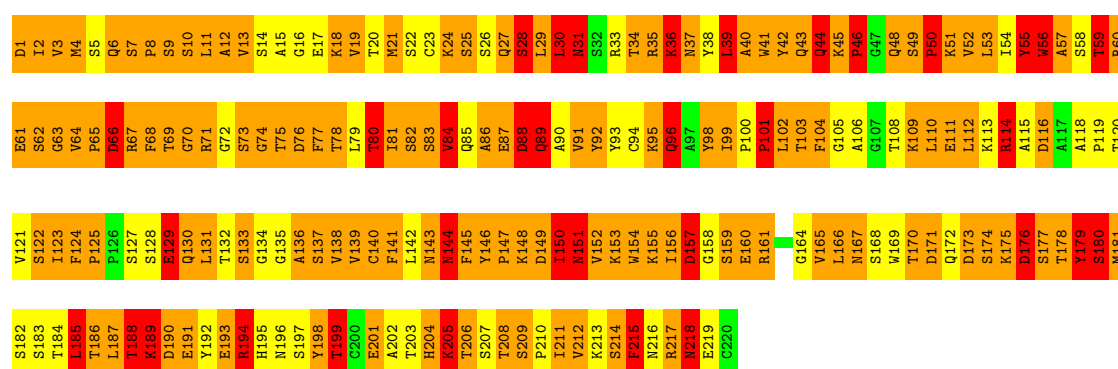 D1 I2 V3 M4 S5 Q6 S7 P8 S9 S10 L11 A12 V13 S14 A15 G16 E17 K18 V19 T20 M21 S22 C23 K24 S25 S26 Q27 S28 L29 L30 N31 S32 R33 T34 R35 K36 N37 Y38 L39 A40 W41 Y42 Q43 Q44 K45 P46 G47 Q48 S49 P50 K51 V52 L53 I54 Y55 W56 A57 S58 T59 R60
E61 S62 G63 V64 P65 D66 R67 F68 T69 G70 R71 G72 S73 G74 T75 D76 F77 T78 L79 T80 I81 S82 S83 V84 Q85 A86 E87 D88 Q89 A90 V91 Y92 Y93 C94 K95 Q96 A97 Y98 I99 P100 P101 L102 T103 F104 G105 A106 G107 T108 K109 L110 E111 L112 K113 R114 A115 D116 A117 A118 P119 T120
V121 S122 I123 F124 P125 P126 S127 S128 E129 Q130 L131 T132 S133 G134 G135 A136 S137 V138 V139 C140 F141 L142 N143 N144 F145 Y146 P147 K148 D149 I150 N151 V152 K153 W154 K155 I156 D157 G158 S159 E160 R161 G164 V165 L166 N167 S168 W169 T170 D171 Q172 D173 S174 K175 D176 S177 T178 Y179 S180 M181
S182 S183 T184 L185 T186 L187 T188 K189 D190 E191 Y192 E193 R194 H195 N196 S197 Y198 T199 C200 E201 A202 T203 H204 K205 T206 S207 T208 S209 P210 I211 V212 K213 S214 F215 N216 R217 N218 E219 C220